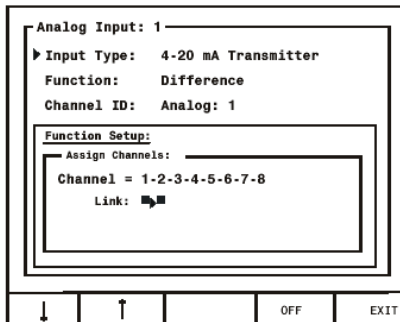 Analog Input: 1
Input Type: 4-20 mA Transmitter
Function: Difference
Channel ID: Analog: 1
Function Setup:
Assign Channels:
Channel = 1-2-3-4-5-6-7-8
Link:
OFF EXIT